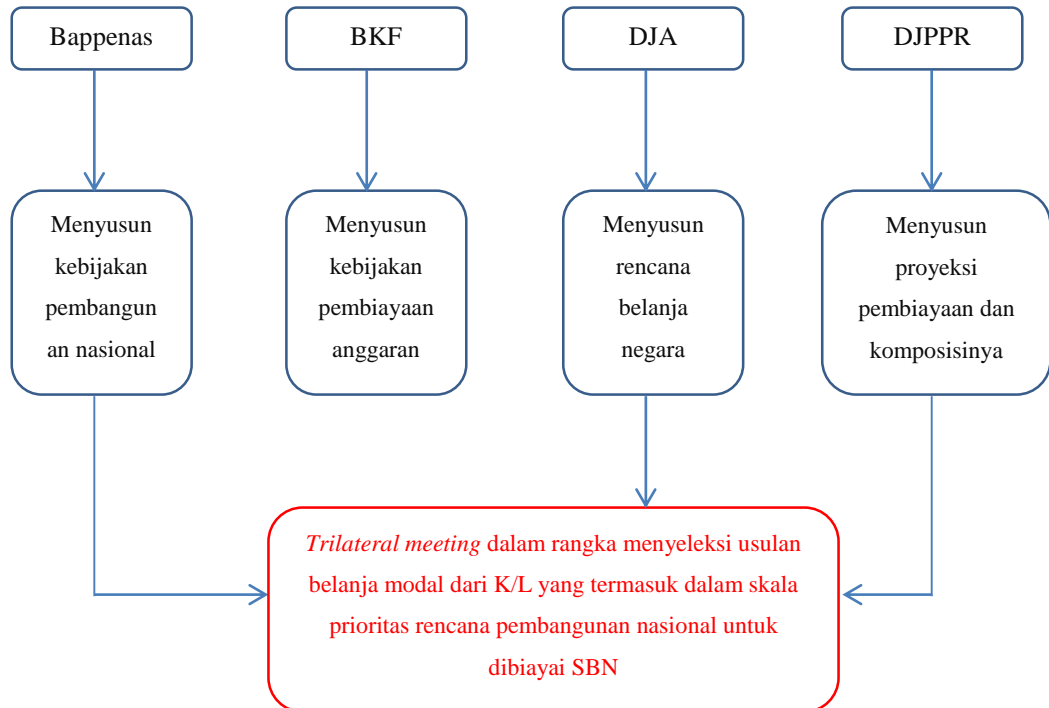 Bappenas
BKF
DJA
DJPPR
Menyusun
kebijakan
pembangun
an nasional
Menyusun
kebijakan
pembiayaan
anggaran
Menyusun
rencana
belanja
negara
Menyusun
proyeksi
pembiayaan dan
komposisinya
Trilateral meeting dalam rangka menyeleksi usulan
belanja modal dari K/L yang termasuk dalam skala
prioritas rencana pembangunan nasional untuk
dibiayai SBN